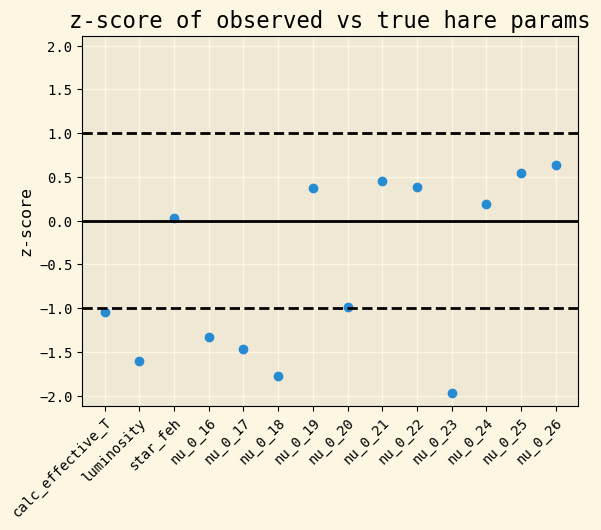 z-score of observed vs true hare params
z-score
2.0
1.5
1.0
0.5
0.0
−0.5
−1.0
−1.5
−2.0
calc_effective_T
luminosity
star_feh
nu_0_16
nu_0_17
nu_0_18
nu_0_19
nu_0_20
nu_0_21
nu_0_22
nu_0_23
nu_0_24
nu_0_25
nu_0_26